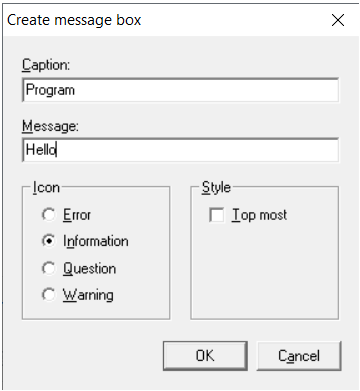 Create message box
Caption:
Program
Message:
Hello
Icon
Style
Error
Top most
Information
Question
Warning
OK
Cancel